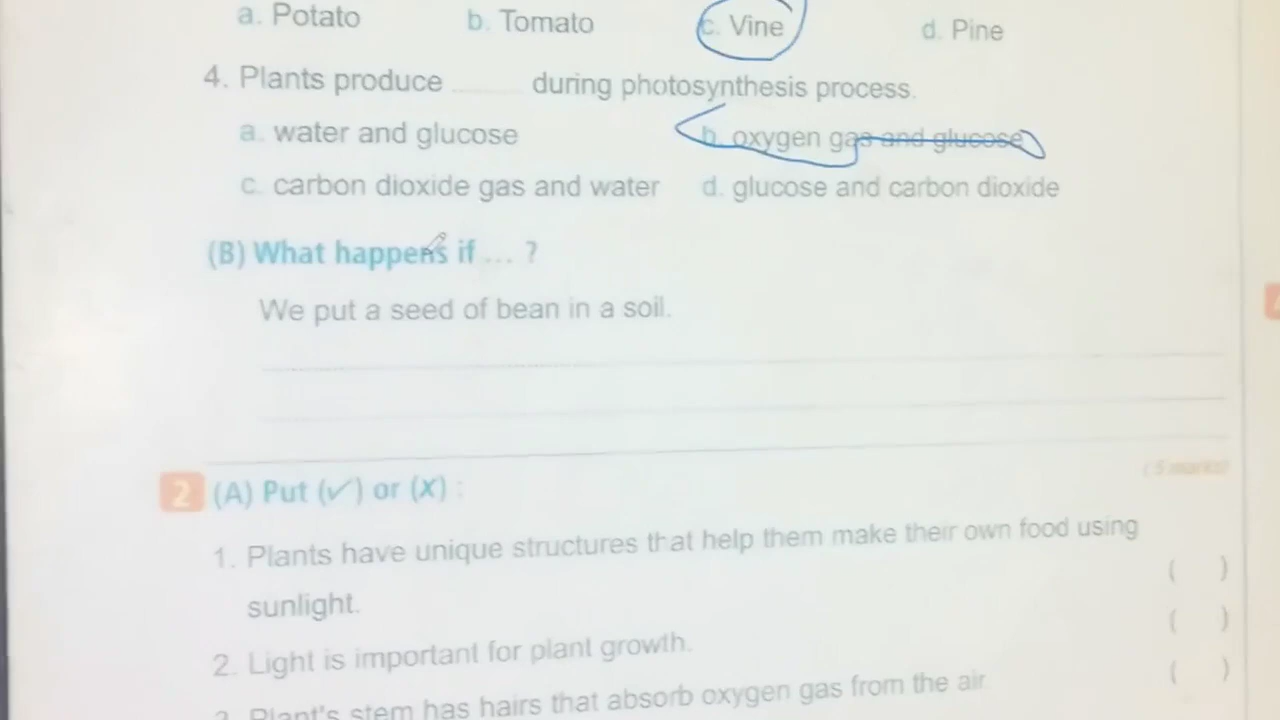 a. Potato b. Tomato c. Vine d. Pine
4. Plants produce ........ during photosynthesis process.
a. water and glucose b. oxygen gas and glucose
c. carbon dioxide gas and water d. glucose and carbon dioxide
(B) What happens if ... ?
We put a seed of bean in a soil.
(5 marks)
2 (A) Put (✓) or (X) :
1. Plants have unique structures that help them make their own food using
sunlight. ( )
2. Light is important for plant growth. ( )
3. Plant's stem has hairs that absorb oxygen gas from the air ( )